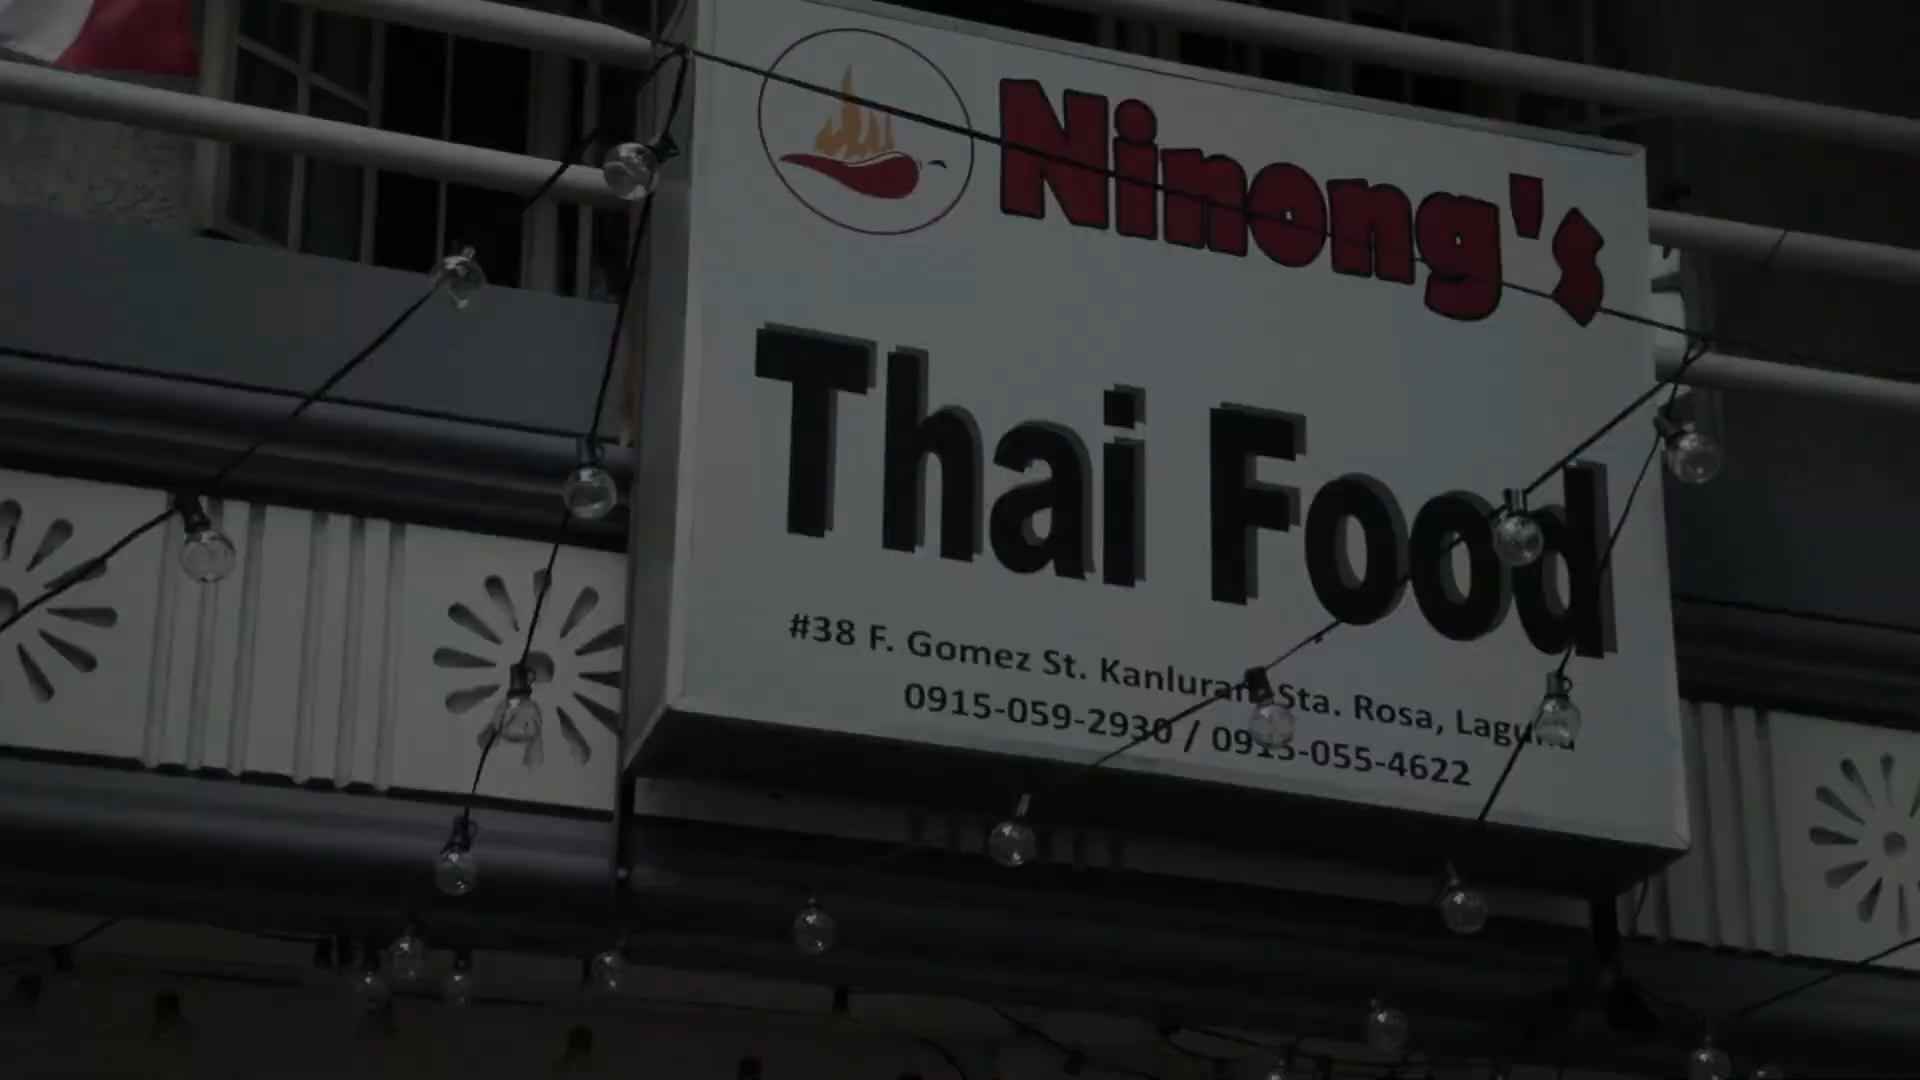 Ninong's
Thai Food
#38 F. Gomez St. Kanluran Sta. Rosa, Laguna
0915-059-2930 / 0915-055-4622